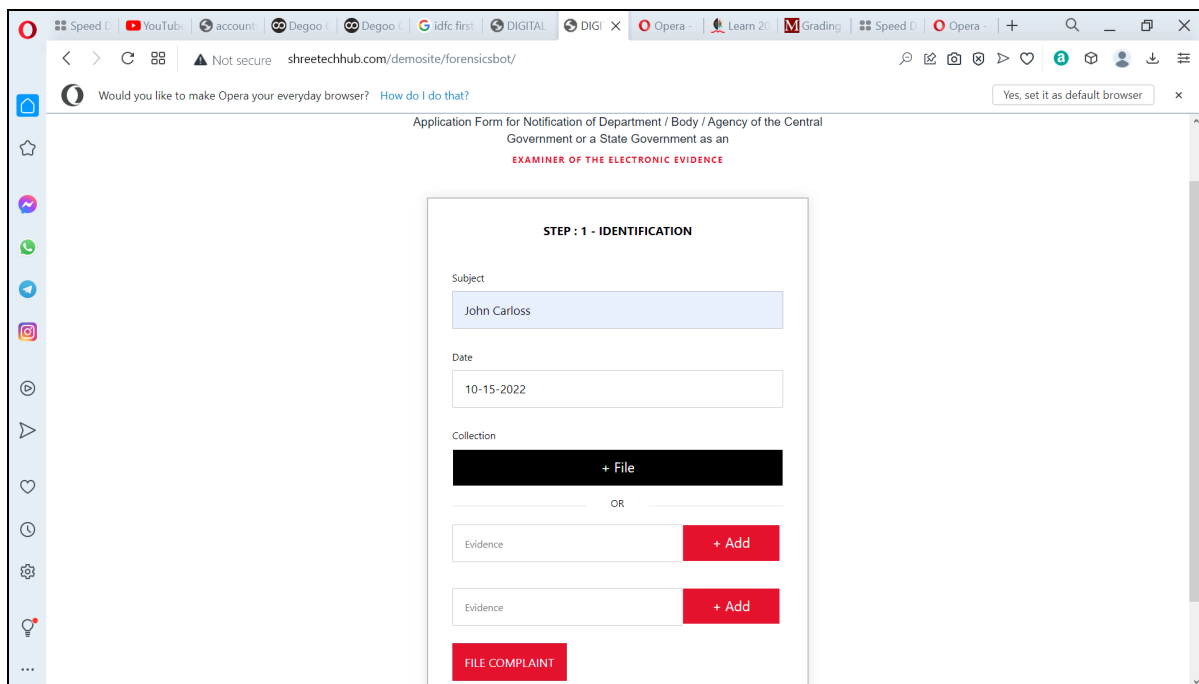 Speed D
YouTube
account
Degoo
Degoo
idfc first
DIGITAL
DIGI
Opera -
Learn 20
Grading
Speed D
Opera -
Not secure
shreetechhub.com/demosite/forensicsbot/
Would you like to make Opera your everyday browser? How do I do that?
Yes, set it as default browser
Application Form for Notification of Department / Body / Agency of the Central
Government or a State Government as an
EXAMINER OF THE ELECTRONIC EVIDENCE
STEP : 1 - IDENTIFICATION
Subject
John Carloss
Date
10-15-2022
Collection
+ File
OR
Evidence
+ Add
Evidence
+ Add
FILE COMPLAINT